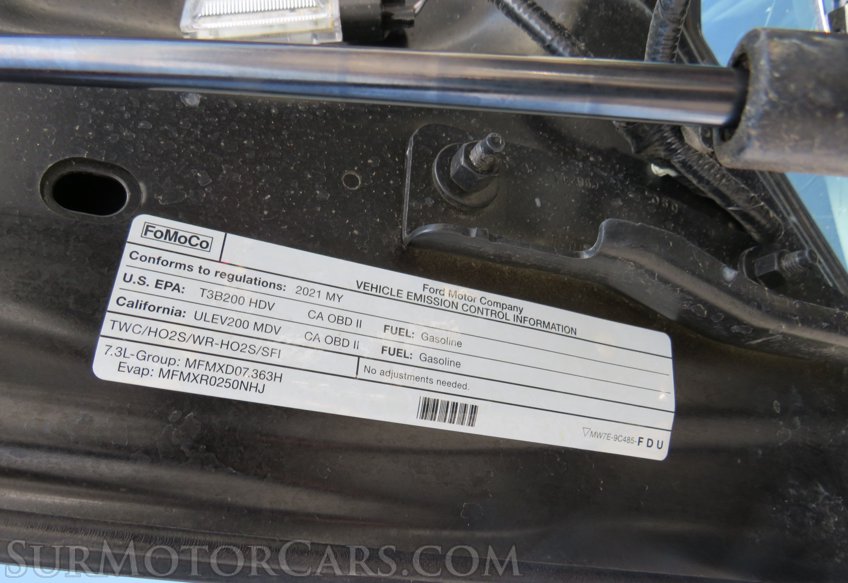 FoMoCo
Ford Motor Company
VEHICLE EMISSION CONTROL INFORMATION
Conforms to regulations: 2021 MY
U.S. EPA: T3B200 HDV CA OBD II FUEL: Gasoline
California: ULEV200 MDV CA OBD II FUEL: Gasoline
TWC/HO2S/WR-HO2S/SFI
No adjustments needed.
7.3L-Group: MFMXD07.363H
Evap: MFMXR0250NHJ
MW7E-9C485-FDU
SURMOTORCARS.COM